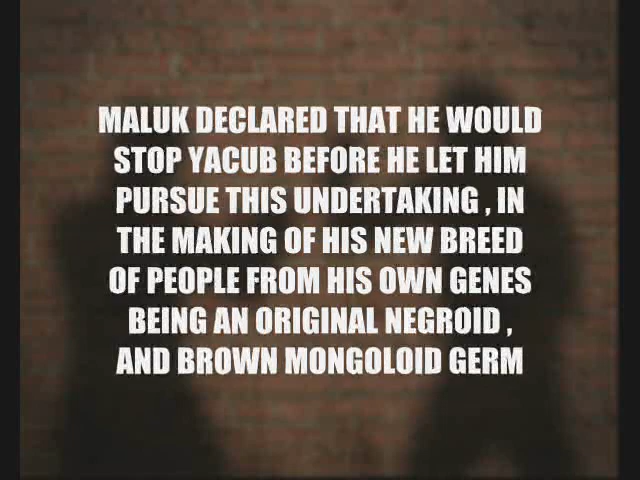 MALUK DECLARED THAT HE WOULD
STOP YACUB BEFORE HE LET HIM
PURSUE THIS UNDERTAKING , IN
THE MAKING OF HIS NEW BREED
OF PEOPLE FROM HIS OWN GENES
BEING AN ORIGINAL NEGROID ,
AND BROWN MONGOLOID GERM